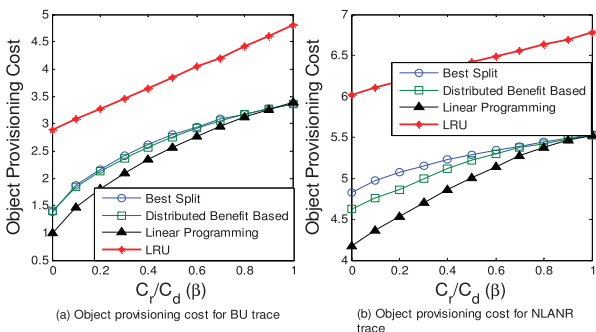 Object Provisioning Cost
5
4.5
4
3.5
3
2.5
2
1.5
1
0.5
0
0.2
0.4
0.6
0.8
1
Best Split
Distributed Benefit Based
Linear Programming
LRU
Cr/Cd (β)
(a) Object provisioning cost for BU trace
Object Provisioning Cost
7
6.5
6
5.5
5
4.5
4
0
0.2
0.4
0.6
0.8
1
Best Split
Distributed Benefit Based
Linear Programming
LRU
Cr/Cd (β)
(b) Object provisioning cost for NLANR
trace